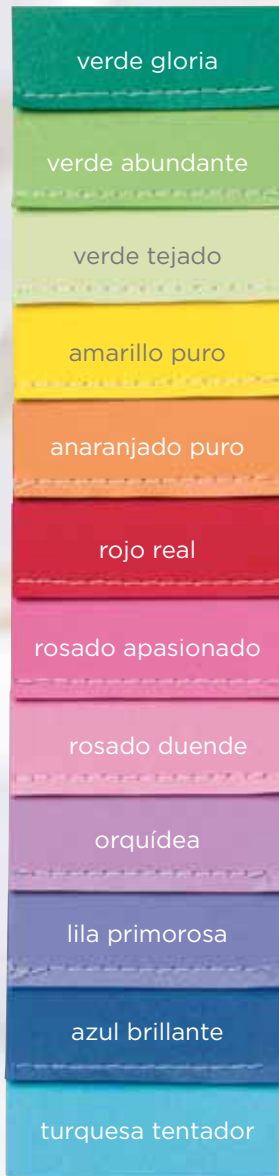 verde gloria
verde abundante
verde tejado
amarillo puro
anaranjado puro
rojo real
rosado apasionado
rosado duende
orquídea
lila primorosa
azul brillante
turquesa tentador